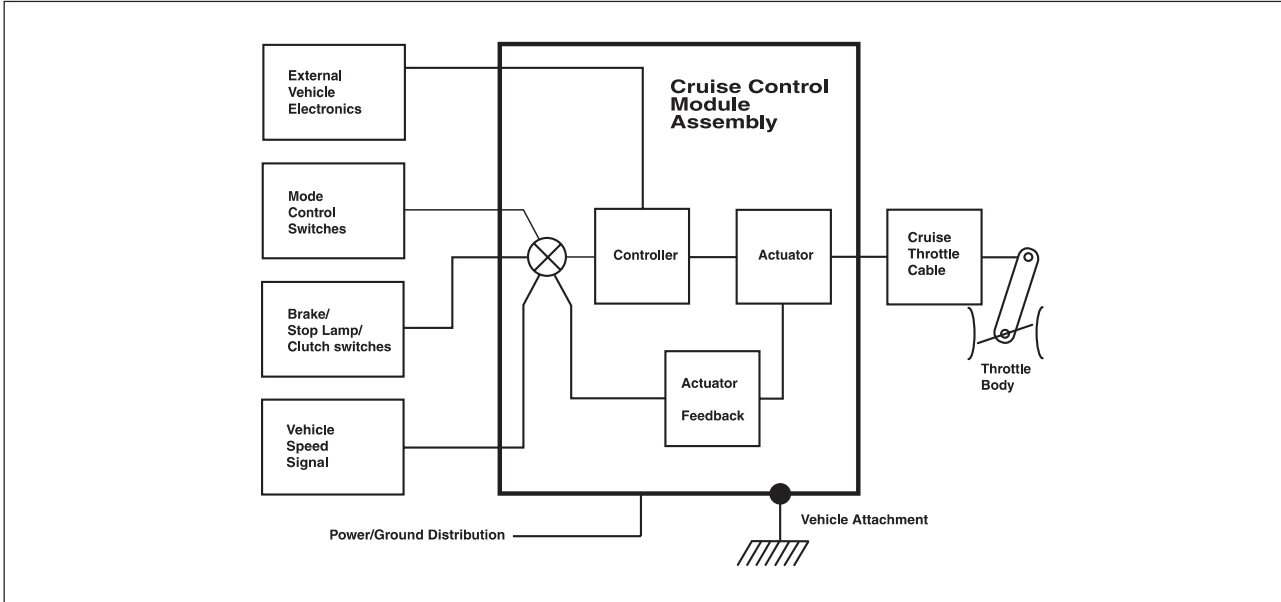 External
Vehicle
Electronics
Cruise Control
Module
Assembly
Mode
Control
Switches
Controller
Actuator
Cruise
Throttle
Cable
Brake/
Stop Lamp/
Clutch switches
Actuator
Feedback
Throttle
Body
Vehicle
Speed
Signal
Power/Ground Distribution
Vehicle Attachment